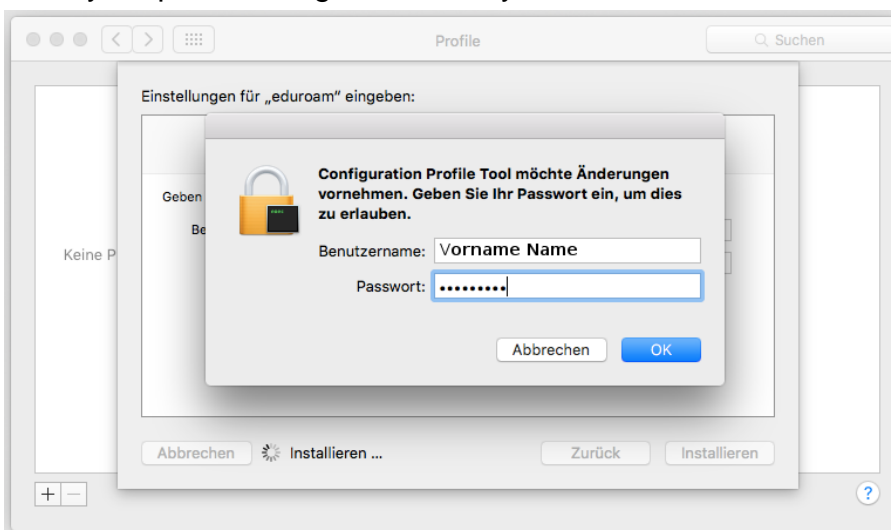 Profile
Suchen
Einstellungen für „eduroam“ eingeben:
Configuration Profile Tool möchte Änderungen
vornehmen. Geben Sie Ihr Passwort ein, um dies
zu erlauben.
Geben
Be
Keine P
Benutzername: Vorname Name
Passwort: •••••••••
Abbrechen OK
Abbrechen Installieren ... Zurück Installieren
+ − ?